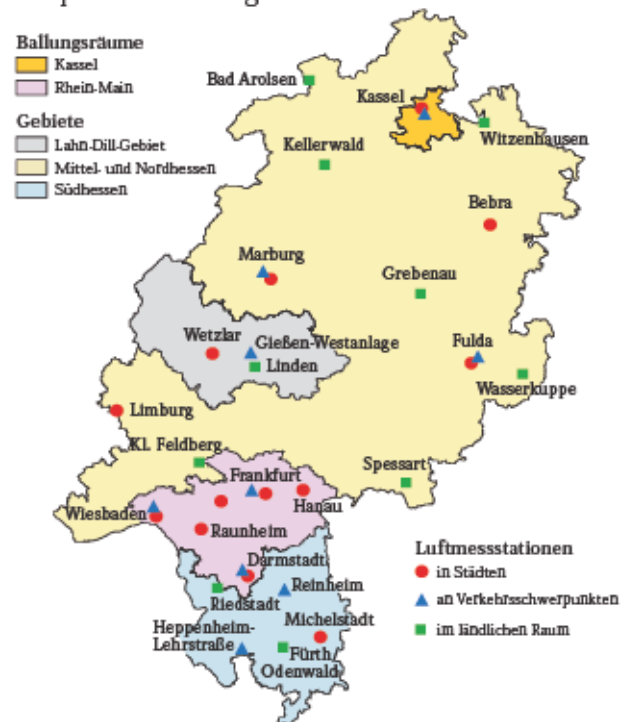 Ballungsräume
Kassel
Rhein-Main
Gebiete
Lahn-Dill-Gebiet
Mittel- und Nordhessen
Südhessen
Bad Arolsen
Kassel
Witzenhausen
Kellerwald
Bebra
Marburg
Grebenau
Wetzlar
Gießen-Westanlage
Linden
Fulda
Wasserkuppe
Limburg
Kl. Feldberg
Spessart
Frankfurt
Hanau
Wiesbaden
Raunheim
Darmstadt
Reinheim
Riedstadt
Michelstadt
Heppenheim-
Lehrstraße
Fürth/
Odenwald
Luftmessstationen
in Städten
an Verkehrsschwerpunkten
im ländlichen Raum